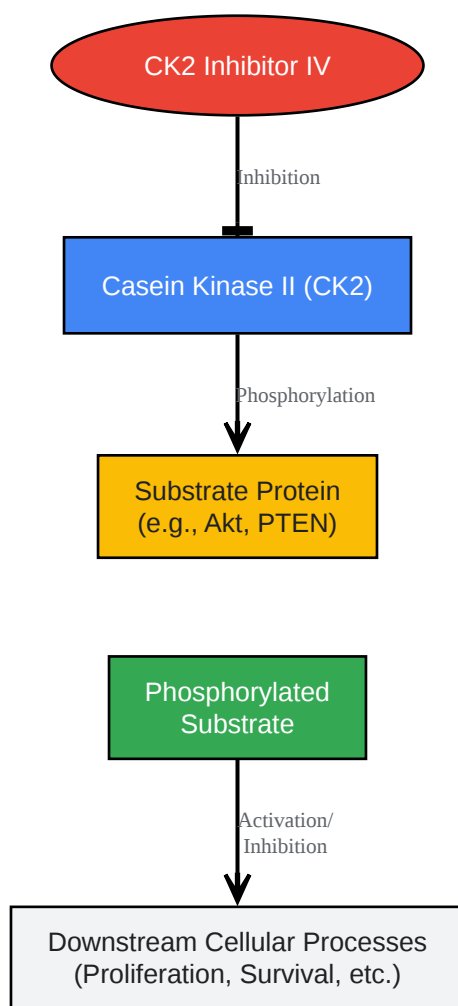 CK2 Inhibitor IV
Inhibition
Casein Kinase II (CK2)
Phosphorylation
Substrate Protein
(e.g., Akt, PTEN)
Phosphorylated
Substrate
Activation/
Inhibition
Downstream Cellular Processes
(Proliferation, Survival, etc.)